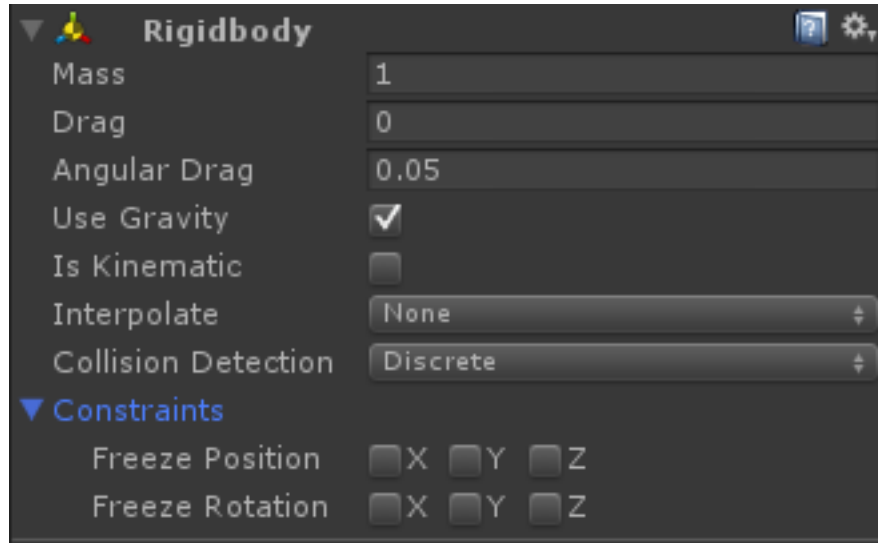 Rigidbody
Mass 1
Drag 0
Angular Drag 0.05
Use Gravity
Is Kinematic
Interpolate None
Collision Detection Discrete
Constraints
Freeze Position X Y Z
Freeze Rotation X Y Z